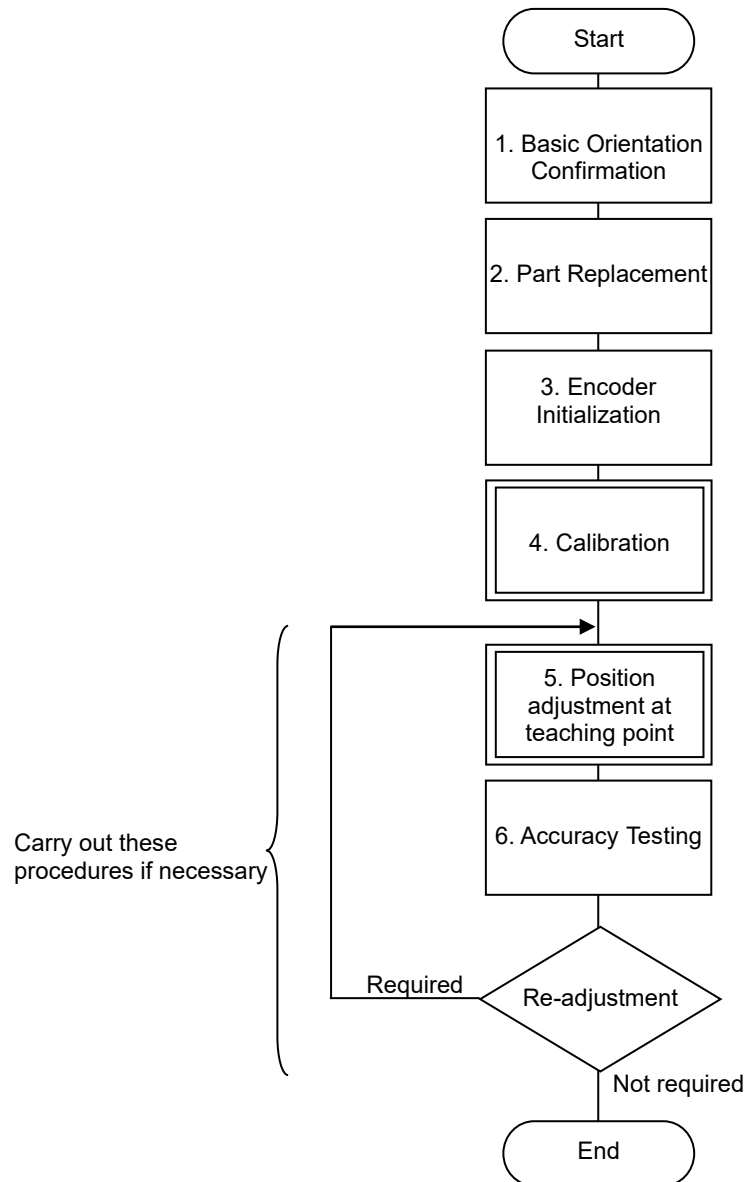 Start
1. Basic Orientation
Confirmation
2. Part Replacement
3. Encoder
Initialization
4. Calibration
5. Position
adjustment at
teaching point
6. Accuracy Testing
Carry out these
procedures if necessary
Required
Re-adjustment
Not required
End